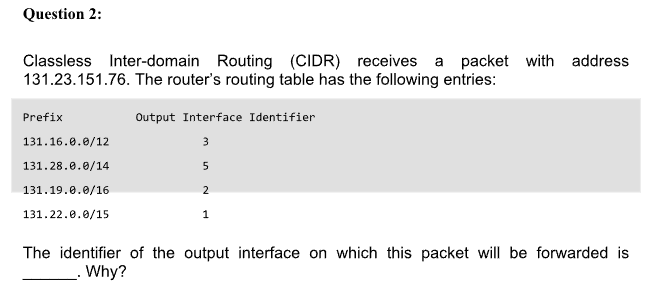 Question 2:
Classless Inter-domain Routing (CIDR) receives a packet with address
131.23.151.76. The router's routing table has the following entries:
Prefix Output Interface Identifier
131.16.0.0/12 3
131.28.0.0/14 5
131.19.0.0/16 2
131.22.0.0/15 1
The identifier of the output interface on which this packet will be forwarded is
______. Why?